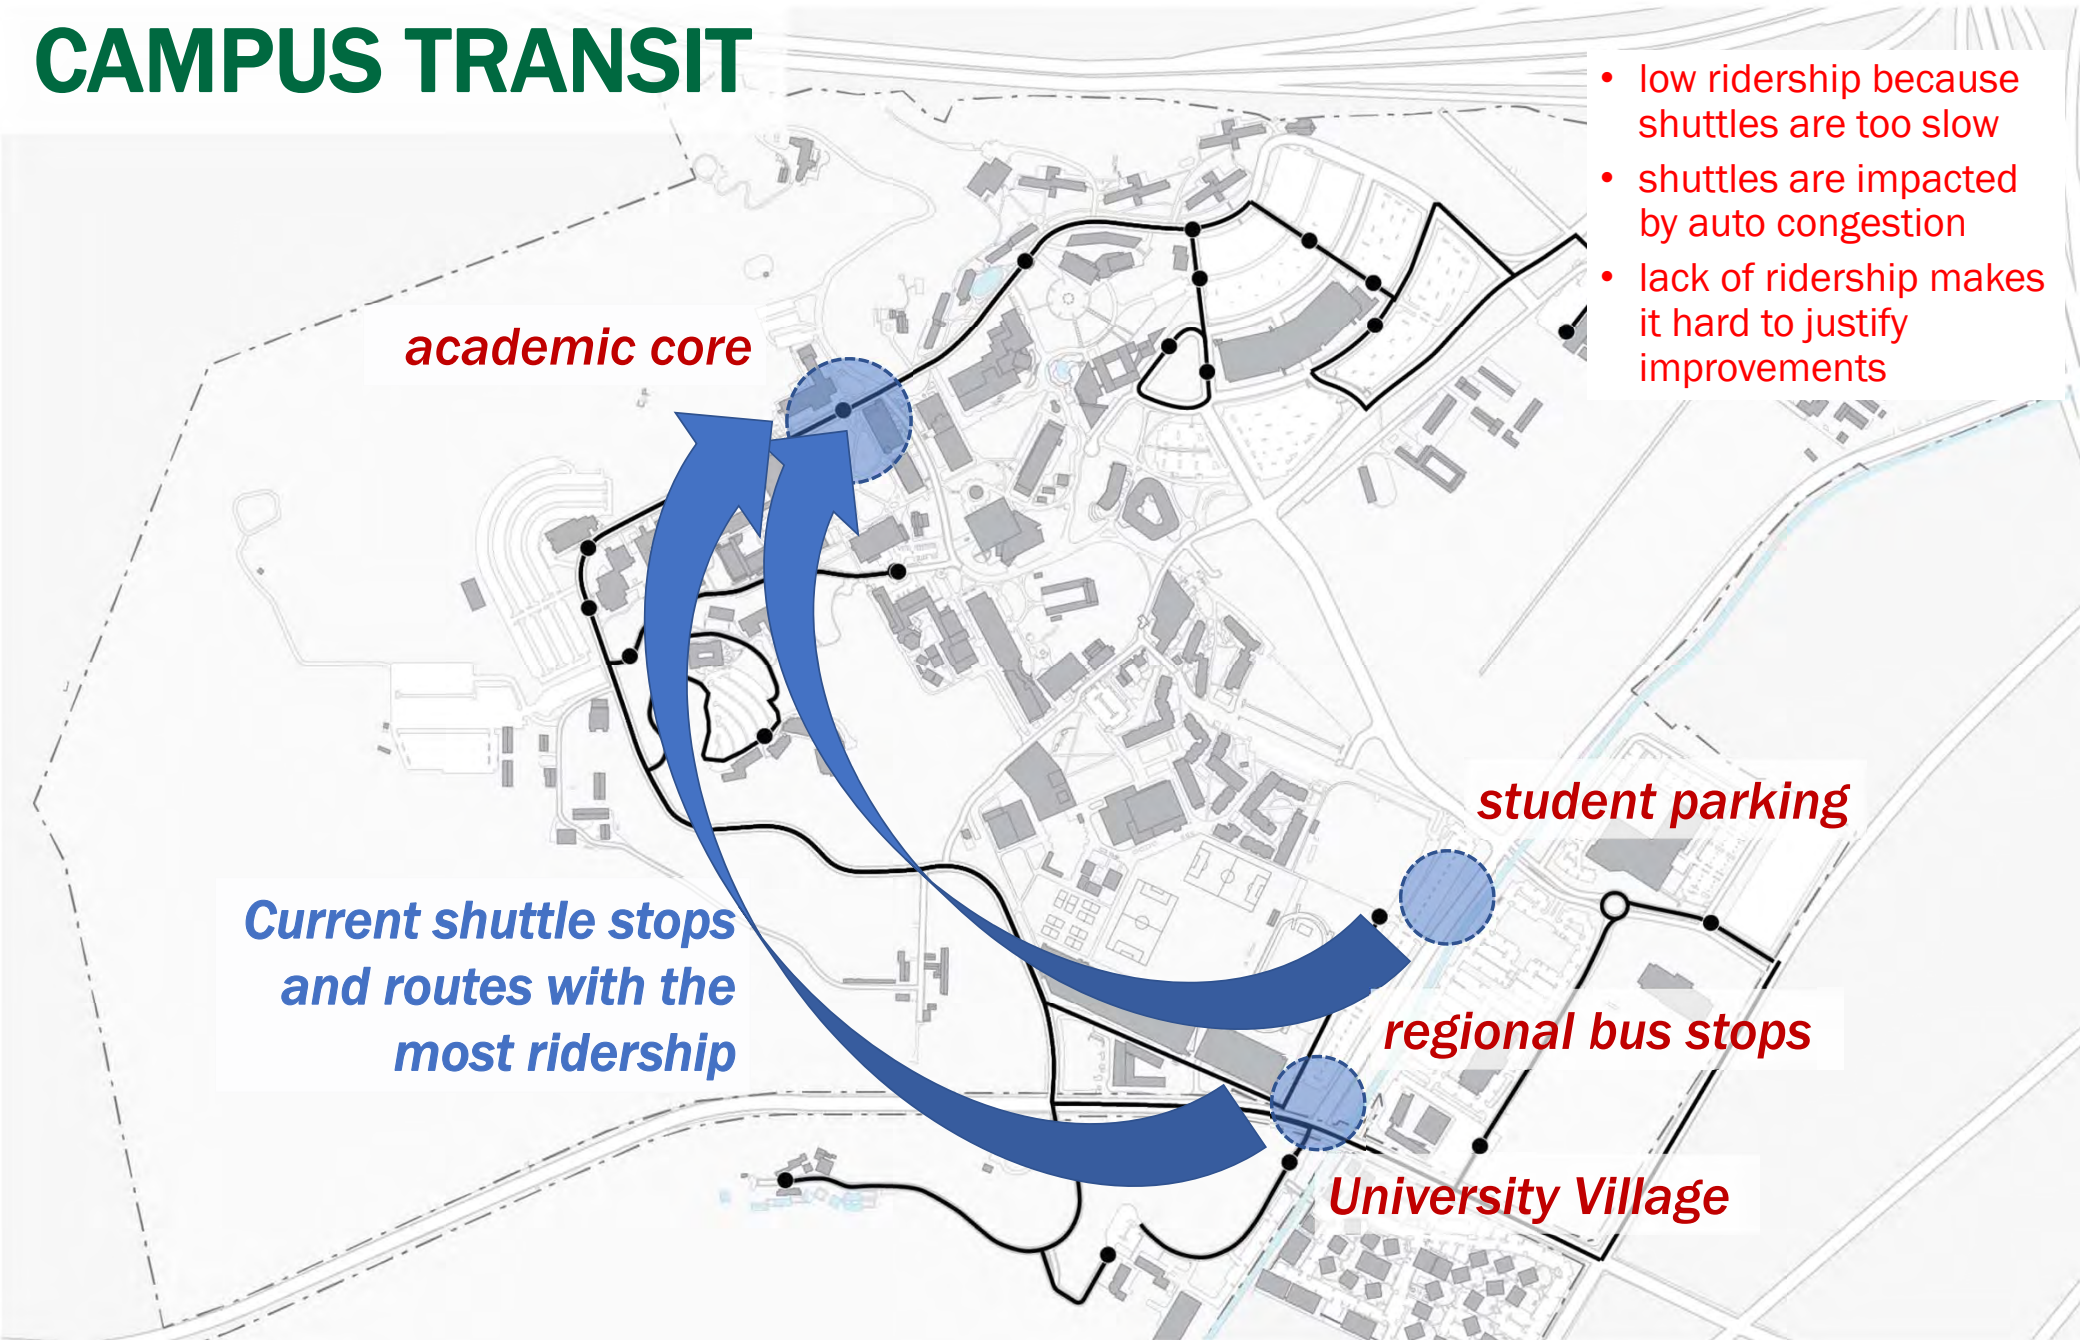 CAMPUS TRANSIT
• low ridership because
shuttles are too slow
• shuttles are impacted
by auto congestion
• lack of ridership makes
it hard to justify
improvements
academic core
student parking
Current shuttle stops
and routes with the
most ridership
regional bus stops
University Village